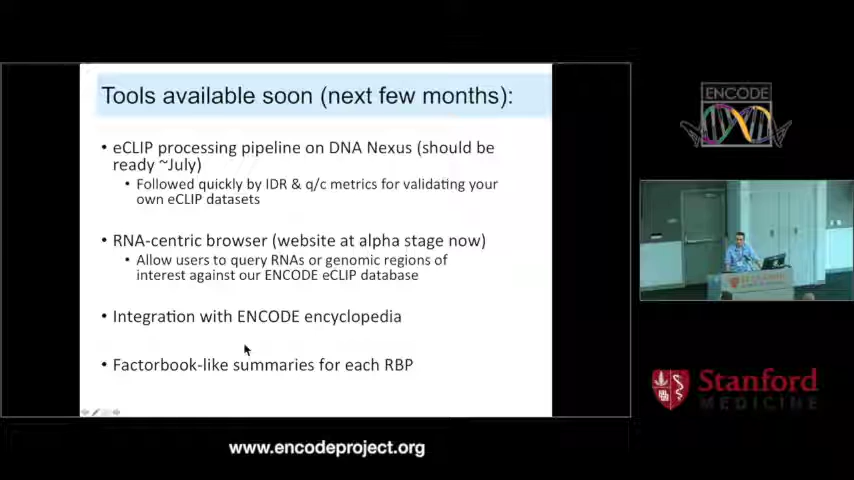 Tools available soon (next few months):
• eCLIP processing pipeline on DNA Nexus (should be
ready ~July)
• Followed quickly by IDR & q/c metrics for validating your
own eCLIP datasets
• RNA-centric browser (website at alpha stage now)
• Allow users to query RNAs or genomic regions of
interest against our ENCODE eCLIP database
• Integration with ENCODE encyclopedia
• Factorbook-like summaries for each RBP
ENCODE
Stanford
MEDICINE
www.encodeproject.org